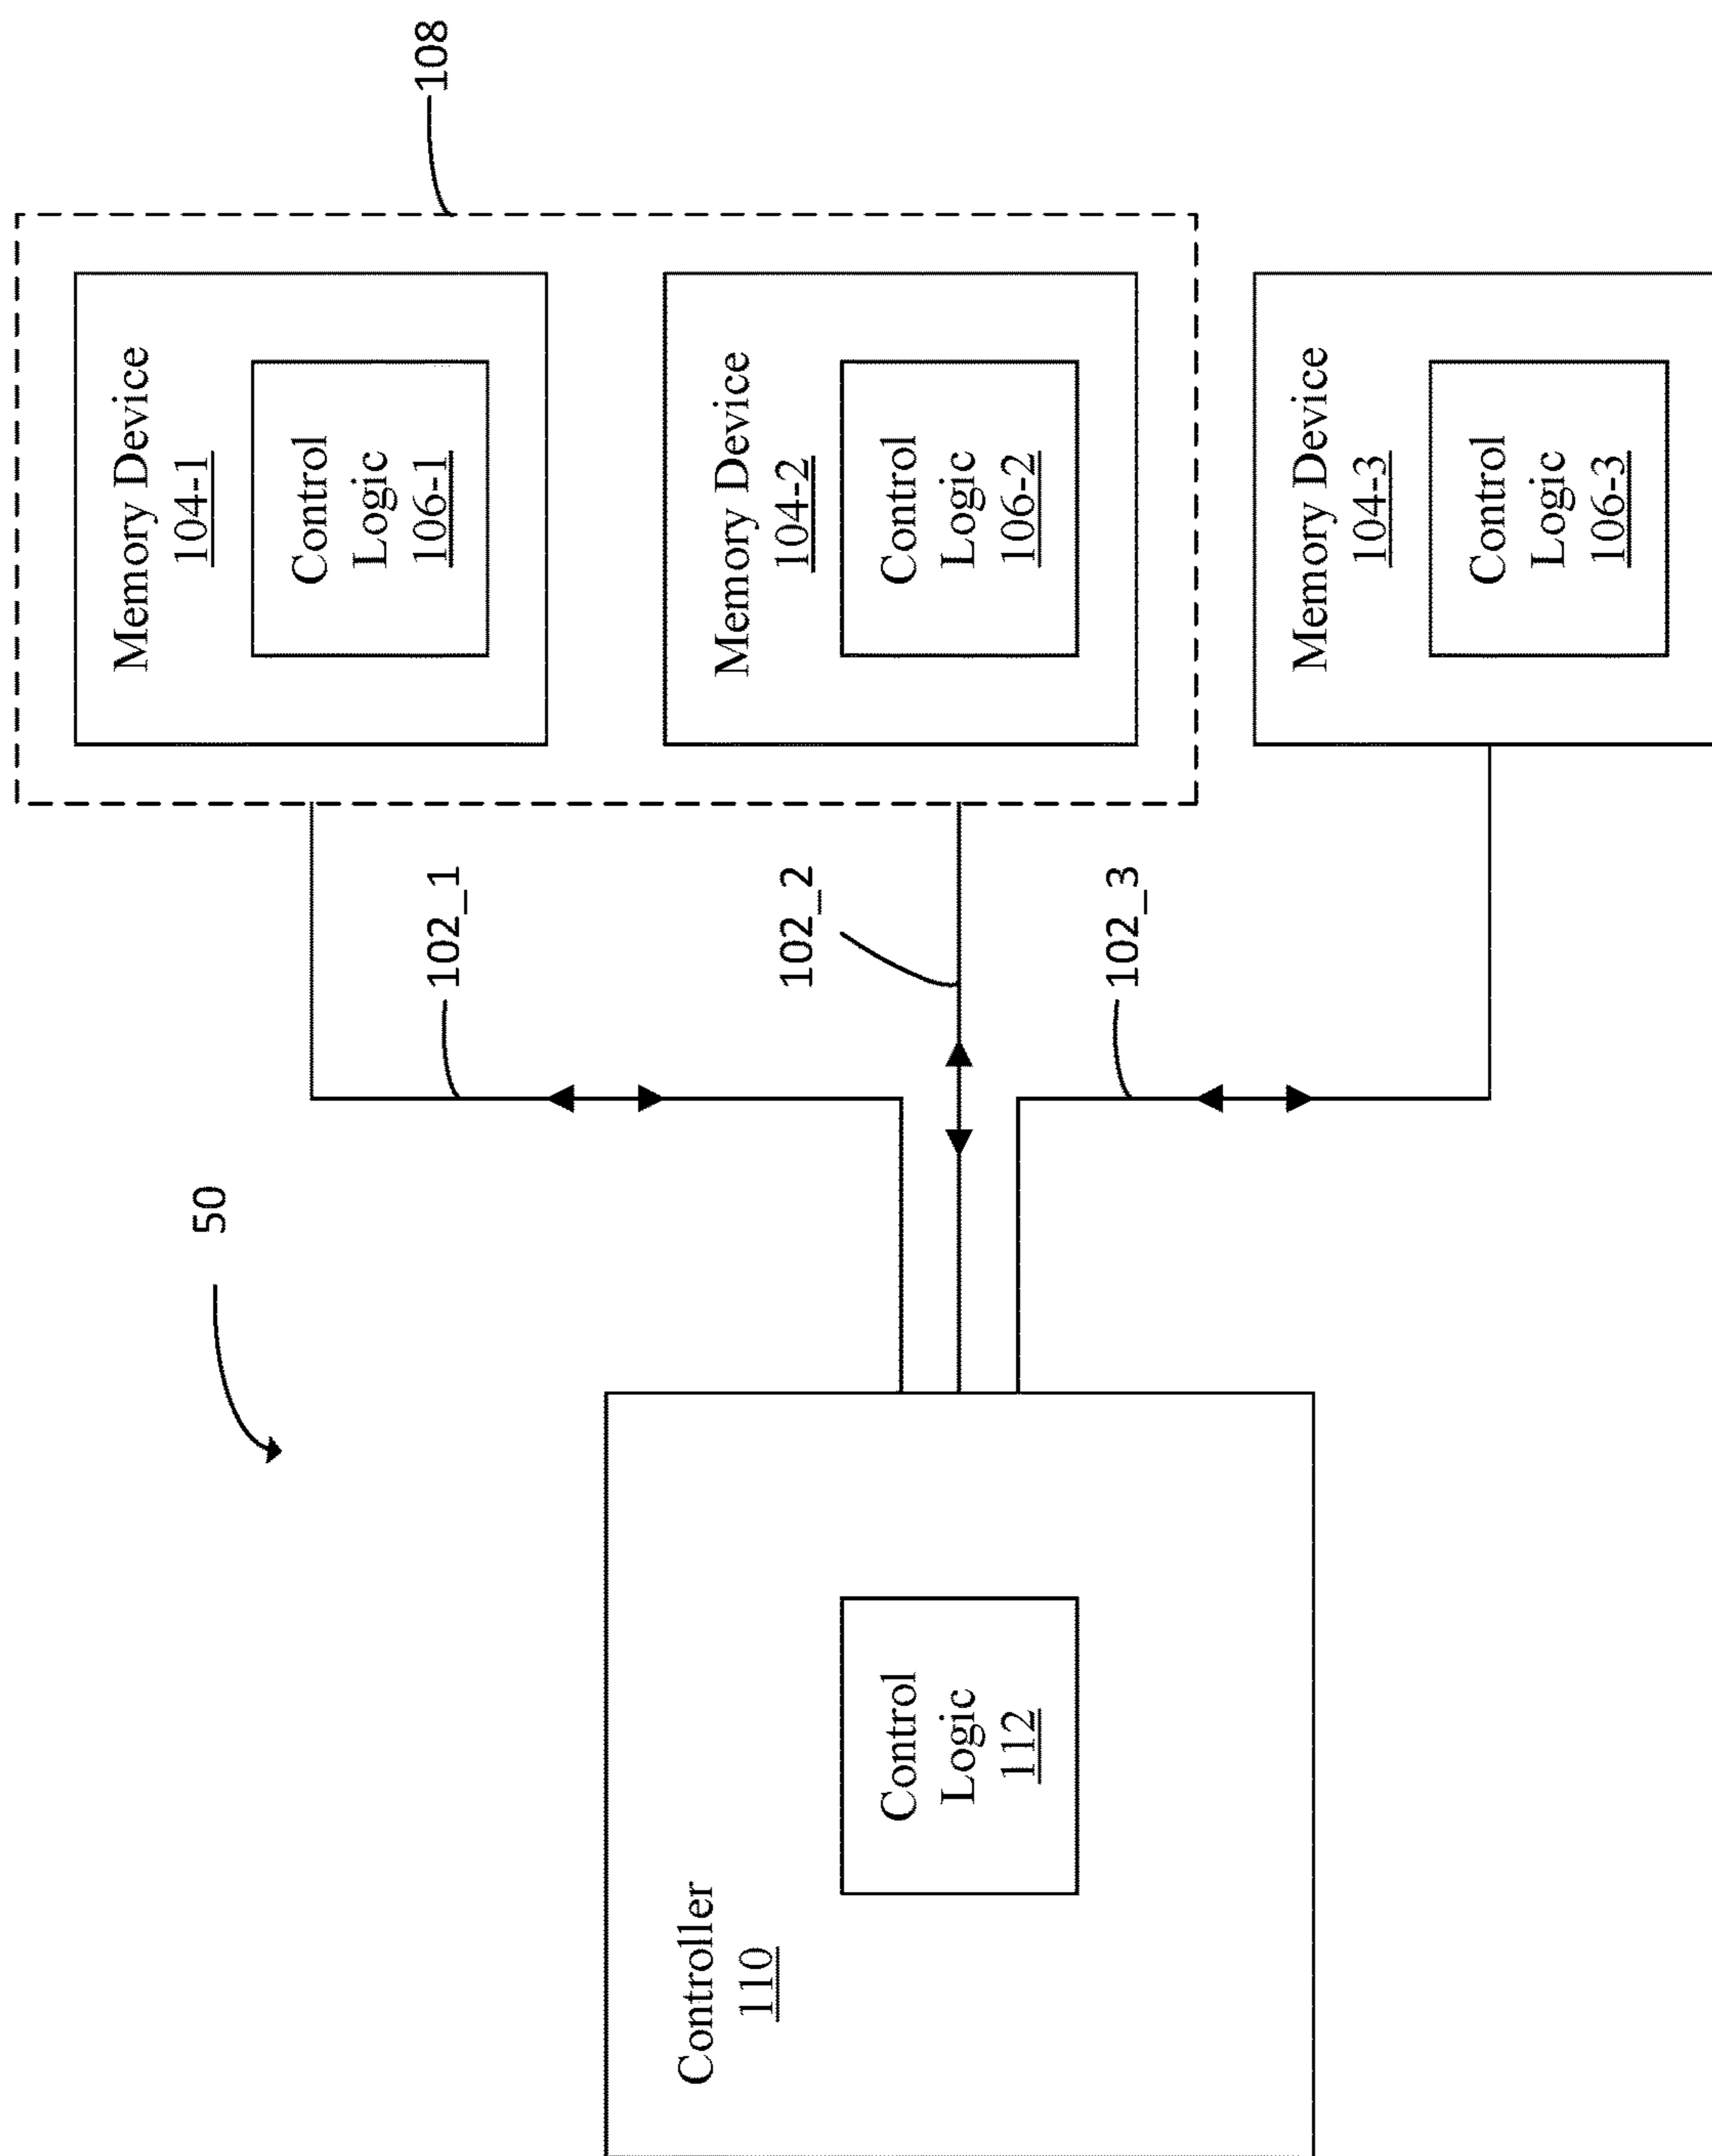 50
Controller
110
Control
Logic
112
102_1
102_2
102_3
108
Memory Device
104-1
Control
Logic
106-1
Memory Device
104-2
Control
Logic
106-2
Memory Device
104-3
Control
Logic
106-3